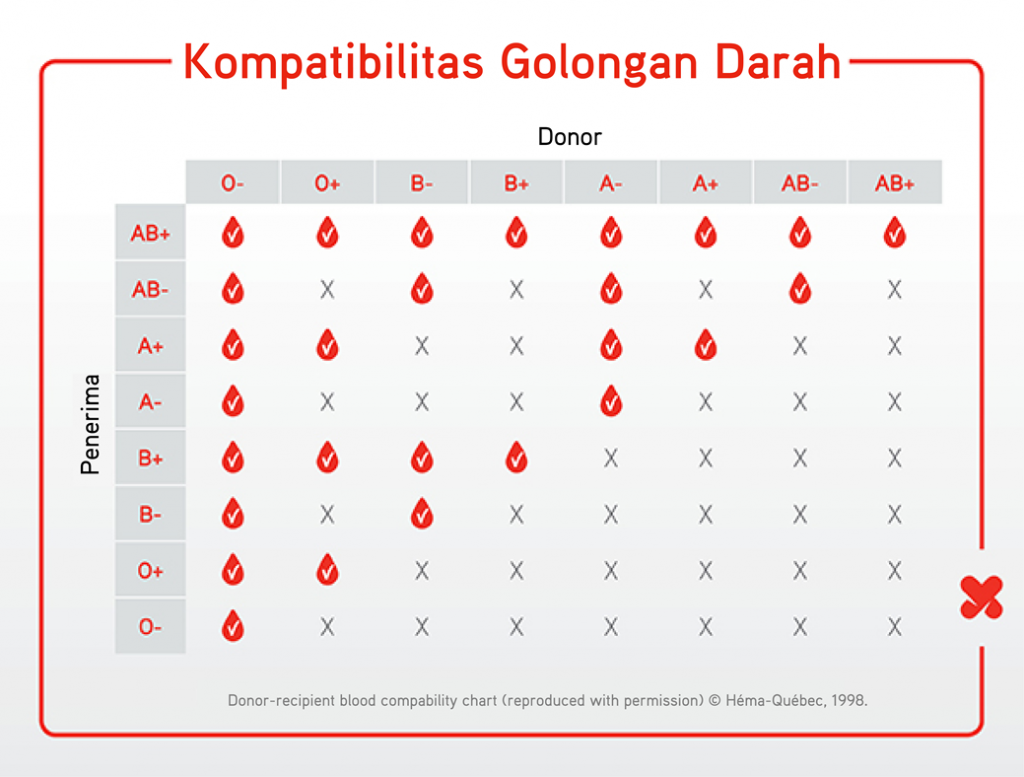 Kompatibilitas Golongan Darah
Donor
O- O+ B- B+ A- A+ AB- AB+
Penerima
AB+
AB- X X X X
A+ X X X X
A- X X X X X X
B+ X X X X
B- X X X X X X
O+ X X X X X X
O- X X X X X X X
Donor-recipient blood compability chart (reproduced with permission) © Héma-Québec, 1998.